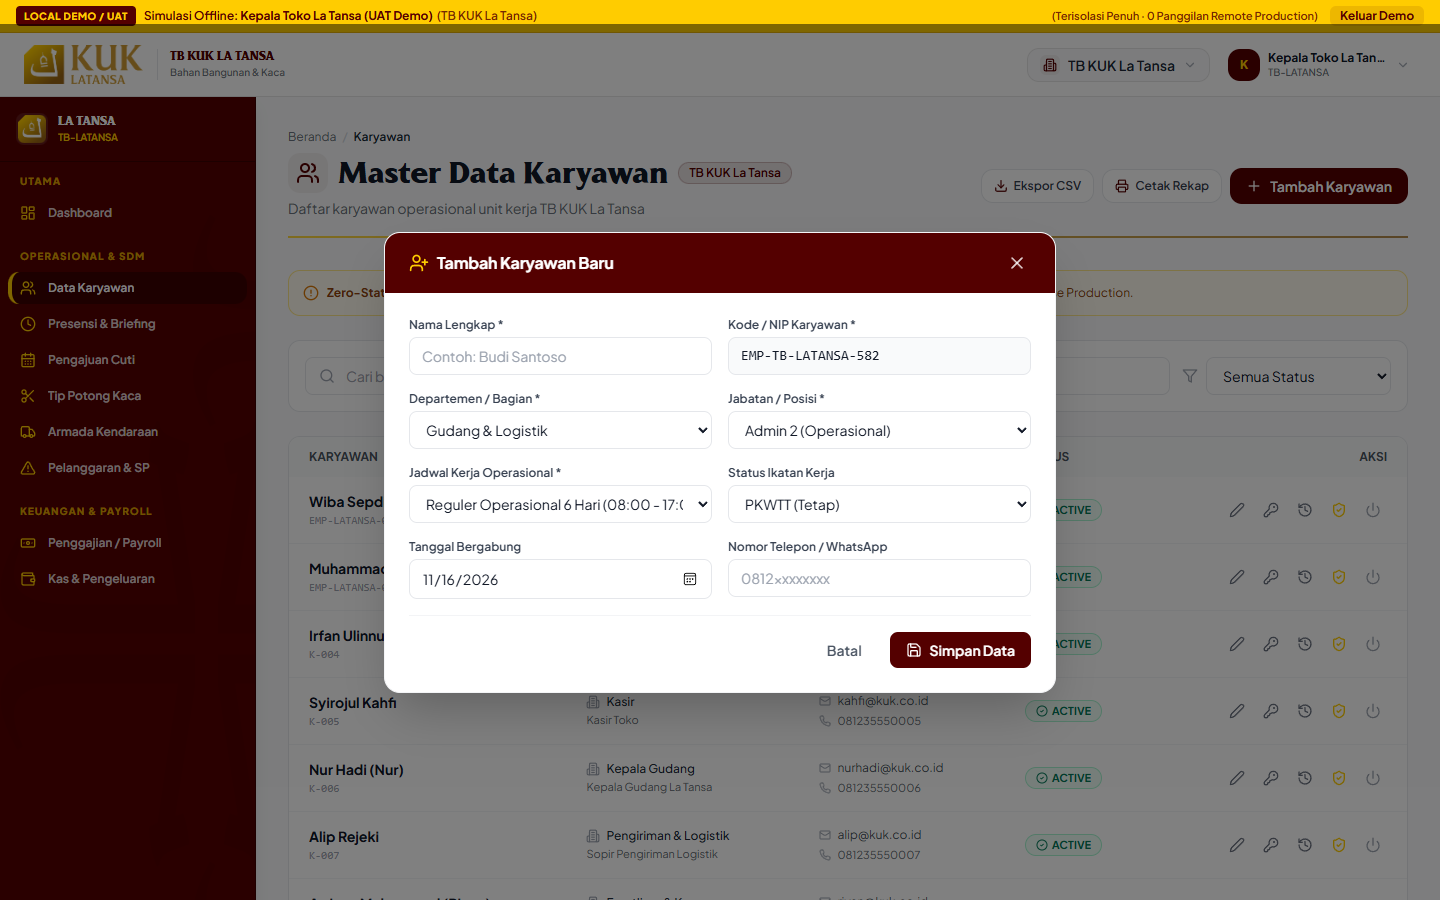 LOCAL DEMO / UAT Simulasi Offline: Kepala Toko La Tansa (UAT Demo) (TB KUK La Tansa) (Terisolasi Penuh · 0 Panggilan Remote Production) Keluar Demo
KUK LATANSA
TB KUK LA TANSA
Bahan Bangunan & Kaca
TB KUK La Tansa
K
Kepala Toko La Tan...
TB-LATANSA
LA TANSA
TB-LATANSA
UTAMA
Dashboard
OPERASIONAL & SDM
Data Karyawan
Presensi & Briefing
Pengajuan Cuti
Tip Potong Kaca
Armada Kendaraan
Pelanggaran & SP
KEUANGAN & PAYROLL
Penggajian / Payroll
Kas & Pengeluaran
Beranda / Karyawan
Master Data Karyawan TB KUK La Tansa
Daftar karyawan operasional unit kerja TB KUK La Tansa
Ekspor CSV
Cetak Rekap
+ Tambah Karyawan
Zero-Stat
e Production.
Cari b
Semua Status
KARYAWAN
US
AKSI
Wiba Sepd
EMP-LATANSA-
ACTIVE
Muhammad
EMP-LATANSA-
ACTIVE
Irfan Ulinnu
K-004
ACTIVE
Syirojul Kahfi
K-005
Kasir
Kasir Toko
kahfi@kuk.co.id
081235550005
ACTIVE
Nur Hadi (Nur)
K-006
Kepala Gudang
Kepala Gudang La Tansa
nurhadi@kuk.co.id
081235550006
ACTIVE
Alip Rejeki
K-007
Pengiriman & Logistik
Sopir Pengiriman Logistik
alip@kuk.co.id
081235550007
ACTIVE
Tambah Karyawan Baru
Nama Lengkap *
Contoh: Budi Santoso
Kode / NIP Karyawan *
EMP-TB-LATANSA-582
Departemen / Bagian *
Gudang & Logistik
Jabatan / Posisi *
Admin 2 (Operasional)
Jadwal Kerja Operasional *
Reguler Operasional 6 Hari (08:00 - 17:0
Status Ikatan Kerja
PKWTT (Tetap)
Tanggal Bergabung
11/16/2026
Nomor Telepon / WhatsApp
0812xxxxxxxx
Batal
Simpan Data